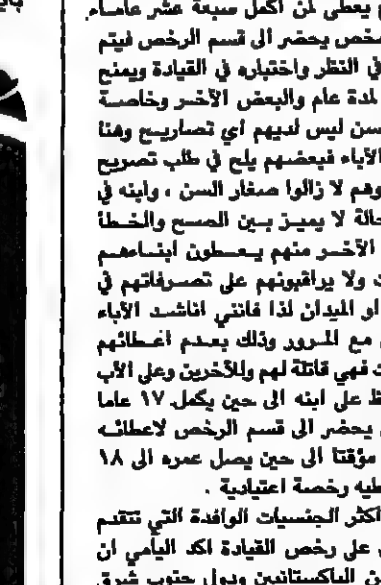 يعطى لمن اكمل سبعة عشر عاماً
شخص يحضر الى قسم الرخص فيتم
في النظر واختباره في القيادة ويمنح
لمدة عام والبعض الآخر وخاصة
سن ليس لديهم اي تصاريح وهنا
الآباء فبعضهم يلح في طلب تصريح
وهم لا زالوا صغار السن ، وابنه في
حالة لا يميز بين الصح والخطأ
الآخر منهم يعطون ابناءهم
ولا يراقبونهم على تصرفاتهم في
او الميدان لذا فانني اناشد الآباء
مع المرور وذلك بعدم اعطائهم
فهي قاتلة لهم وللآخرين وعلى الأب
على ابنه الى حين يكمل ١٧ عاما
يحضر الى قسم الرخص لاعطائه
مؤقتا الى حين يصل عمره الى ١٨
رخصة اعتيادية .
اكثر الجنسيات الوافدة التي تتقدم
على رخص القيادة اكد اليامي ان
الباكستانيين ودول جنوب شرق